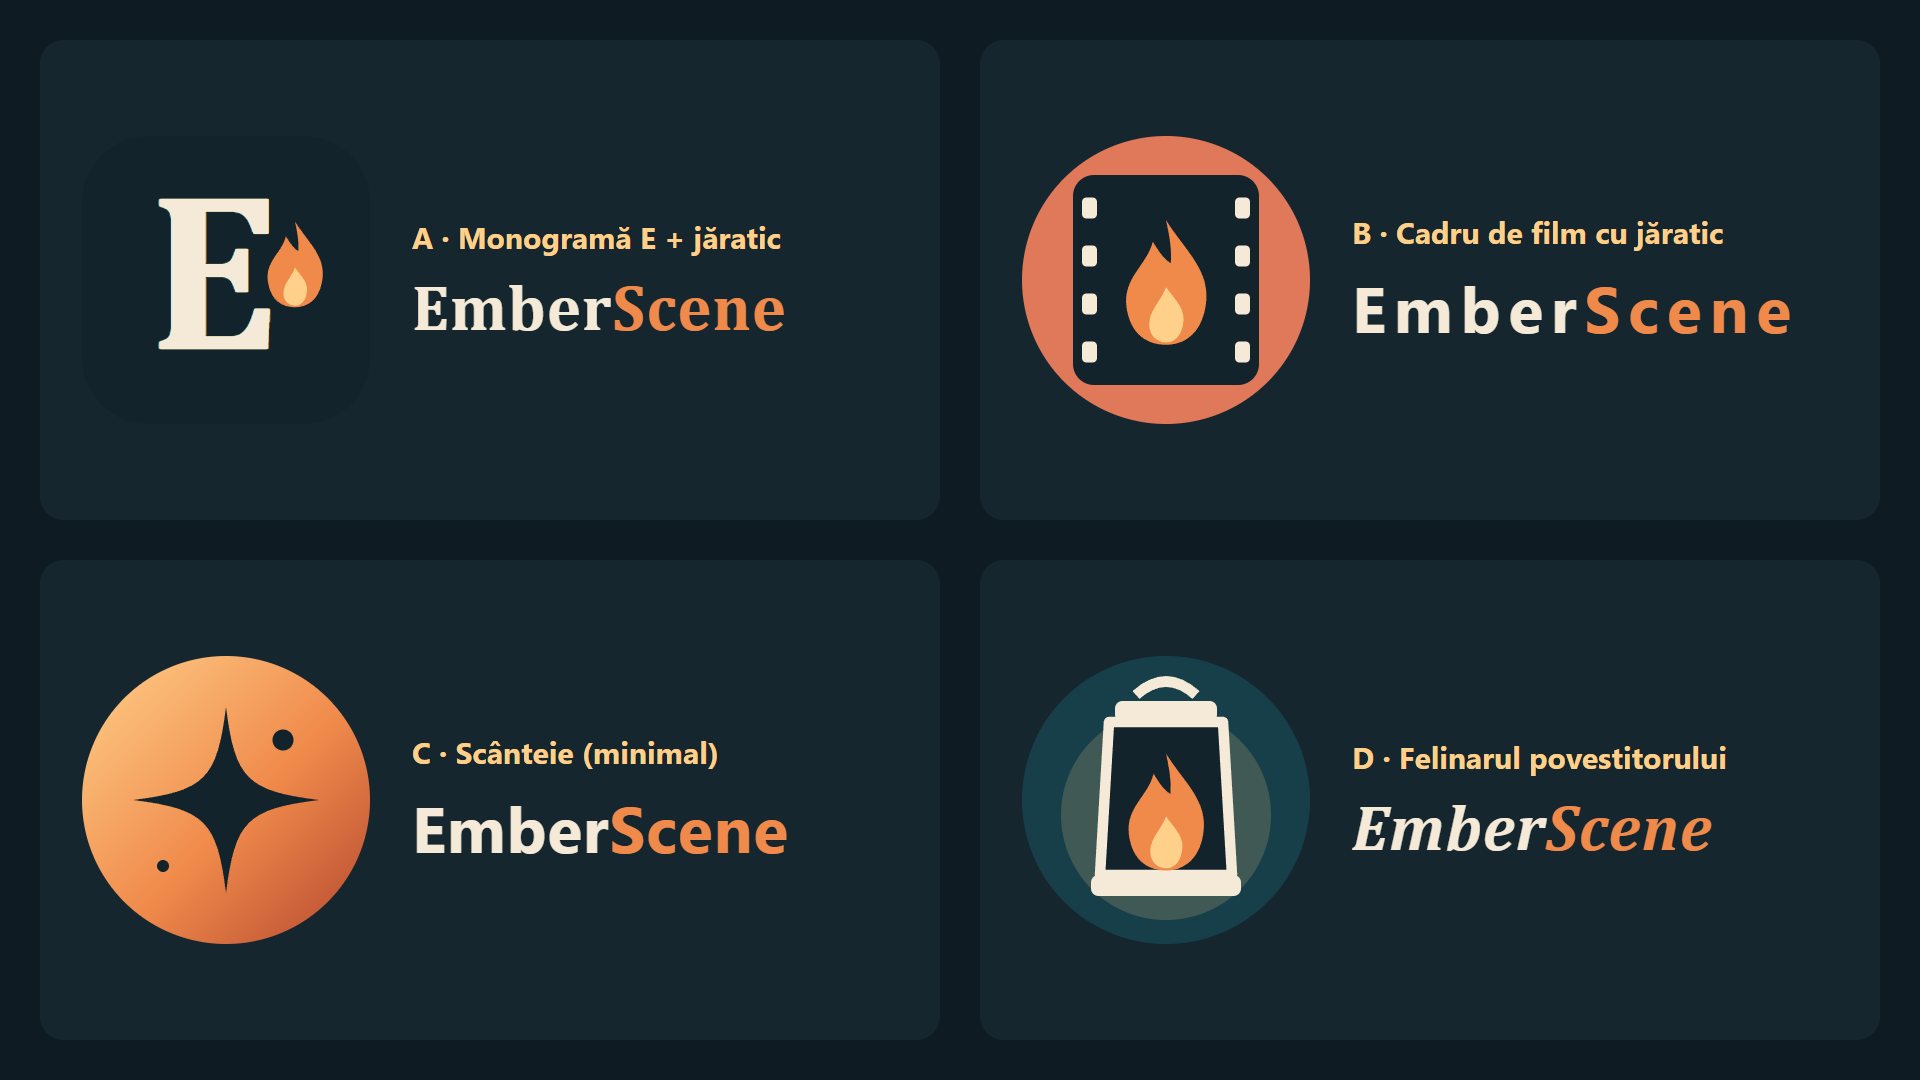 E
A · Monogramă E + jăratic
EmberScene
B · Cadru de film cu jăratic
EmberScene
C · Scânteie (minimal)
EmberScene
D · Felinarul povestitorului
EmberScene